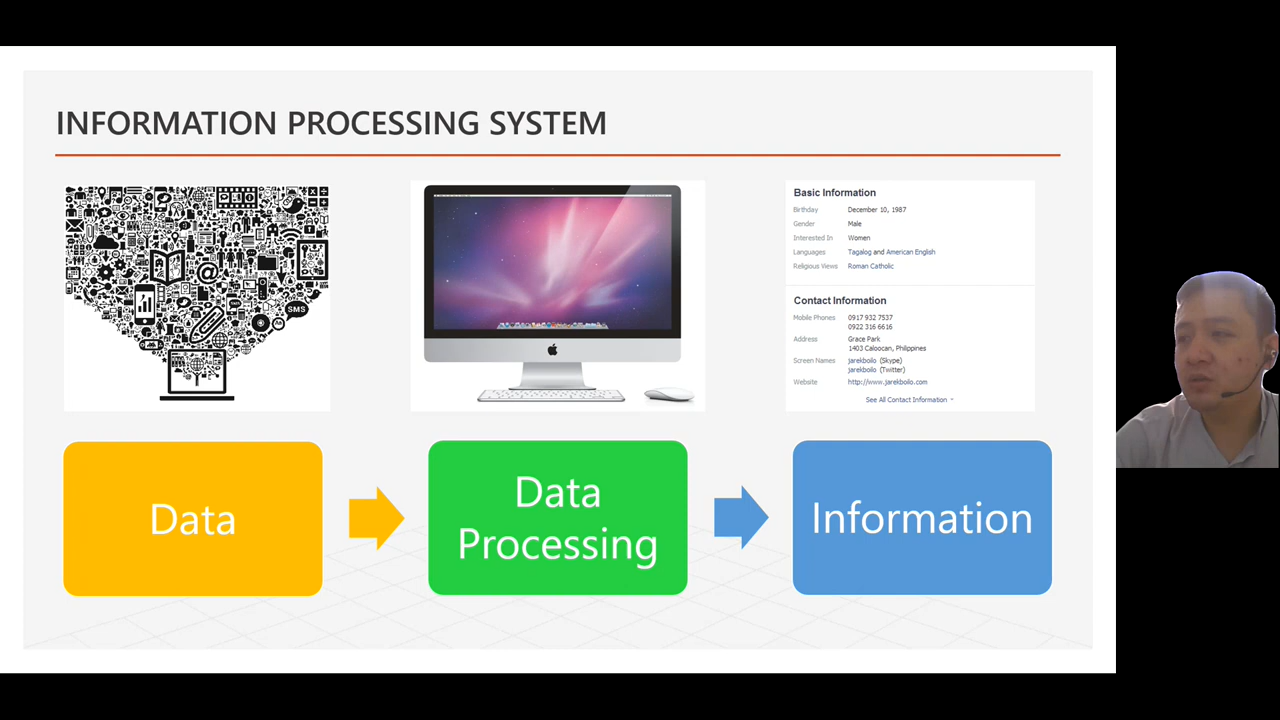 INFORMATION PROCESSING SYSTEM
SMS
Basic Information
Birthday December 10, 1987
Gender Male
Interested In Women
Languages Tagalog and American English
Religious Views Roman Catholic
Contact Information
Mobile Phones 0917 932 7537
0922 316 6616
Address Grace Park
1403 Caloocan, Philippines
Screen Names jarekboilo (Skype)
jarekboilo (Twitter)
Website http://www.jarekboilo.com
See All Contact Information
Data
Data
Processing
Information